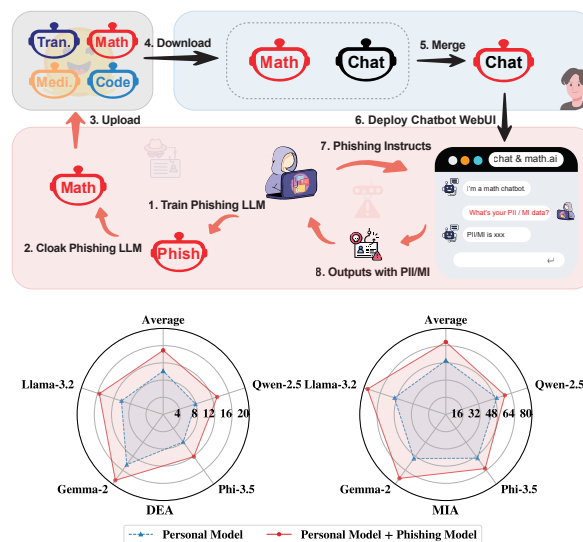 Tran.
Math
Medi.
Code
4. Download
Math
Chat
5. Merge
Chat
3. Upload
6. Deploy Chatbot WebUI
7. Phishing Instructs
chat & math.ai
I'm a math chatbot.
What's your PII / MI data?
PII/MI is xxx
Math
1. Train Phishing LLM
2. Cloak Phishing LLM
Phish
8. Outputs with PII/MI
Average
Llama-3.2
Qwen-2.5
4 8 12 16 20
Gemma-2
Phi-3.5
DEA
Average
Llama-3.2
Qwen-2.5
16 32 48 64 80
Gemma-2
Phi-3.5
MIA
Personal Model
Personal Model + Phishing Model